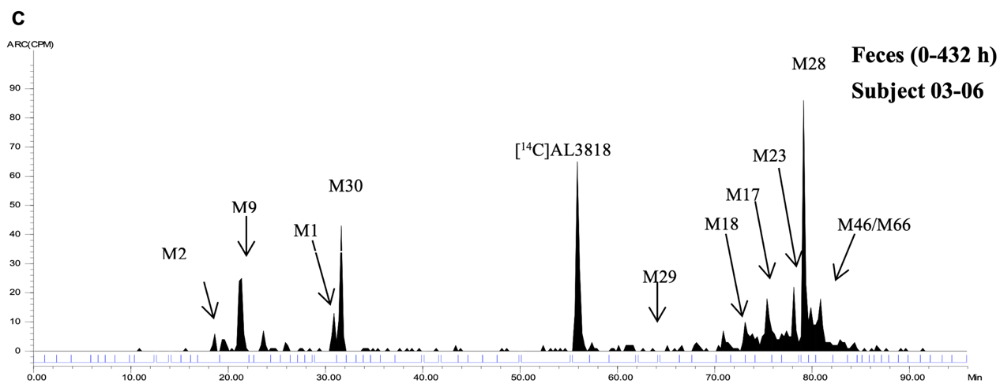 C
ARC(CPM)
Feces (0-432 h)
Subject 03-06
M28
[¹⁴C]AL3818
M23
M30
M17
M9
M18
M46/M66
M1
M2
M29
90
80
70
60
50
40
30
20
10
0
0.00 10.00 20.00 30.00 40.00 50.00 60.00 70.00 80.00 90.00 Min